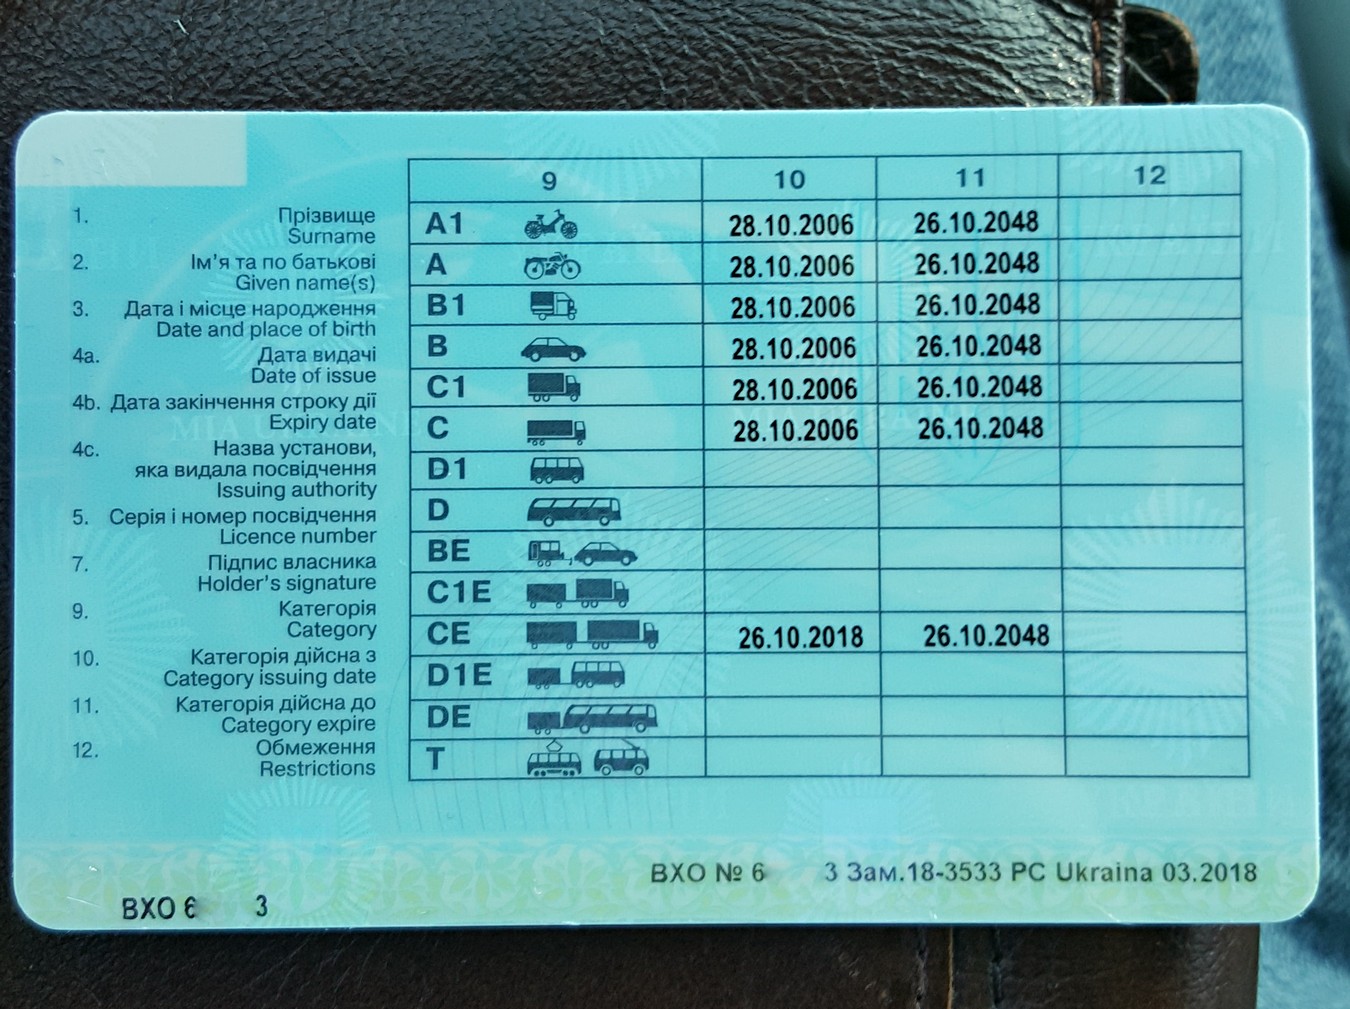 1. Прізвище
Surname
2. Ім'я та по батькові
Given name(s)
3. Дата і місце народження
Date and place of birth
4a. Дата видачі
Date of issue
4b. Дата закінчення строку дії
Expiry date
4c. Назва установи,
яка видала посвідчення
Issuing authority
5. Серія і номер посвідчення
Licence number
7. Підпис власника
Holder's signature
9. Категорія
Category
10. Категорія дійсна з
Category issuing date
11. Категорія дійсна до
Category expire
12. Обмеження
Restrictions
9 10 11 12
A1 28.10.2006 26.10.2048
A 28.10.2006 26.10.2048
B1 28.10.2006 26.10.2048
B 28.10.2006 26.10.2048
C1 28.10.2006 26.10.2048
C 28.10.2006 26.10.2048
D1
D
BE
C1E
CE 26.10.2018 26.10.2048
D1E
DE
T
BXO № 6 3 Зам.18-3533 PC Ukraina 03.2018
BXO 6 3